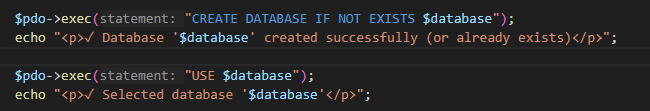 $pdo->exec(statement: "CREATE DATABASE IF NOT EXISTS $database");
echo "<p>✓ Database '$database' created successfully (or already exists)</p>";
$pdo->exec(statement: "USE $database");
echo "<p>✓ Selected database '$database'</p>";